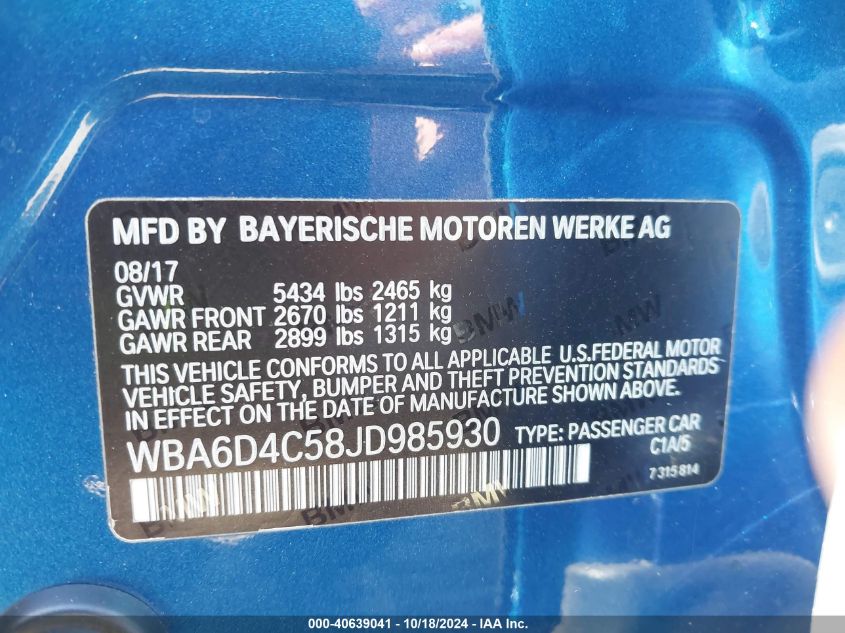 MFD BY BAYERISCHE MOTOREN WERKE AG
08/17
GVWR 5434 lbs 2465 kg
GAWR FRONT 2670 lbs 1211 kg
GAWR REAR 2899 lbs 1315 kg
THIS VEHICLE CONFORMS TO ALL APPLICABLE U.S.FEDERAL MOTOR
VEHICLE SAFETY, BUMPER AND THEFT PREVENTION STANDARDS
IN EFFECT ON THE DATE OF MANUFACTURE SHOWN ABOVE.
WBA6D4C58JD985930 TYPE: PASSENGER CAR
C1A/5
7 315 814
000-40639041 - 10/18/2024 - IAA Inc.